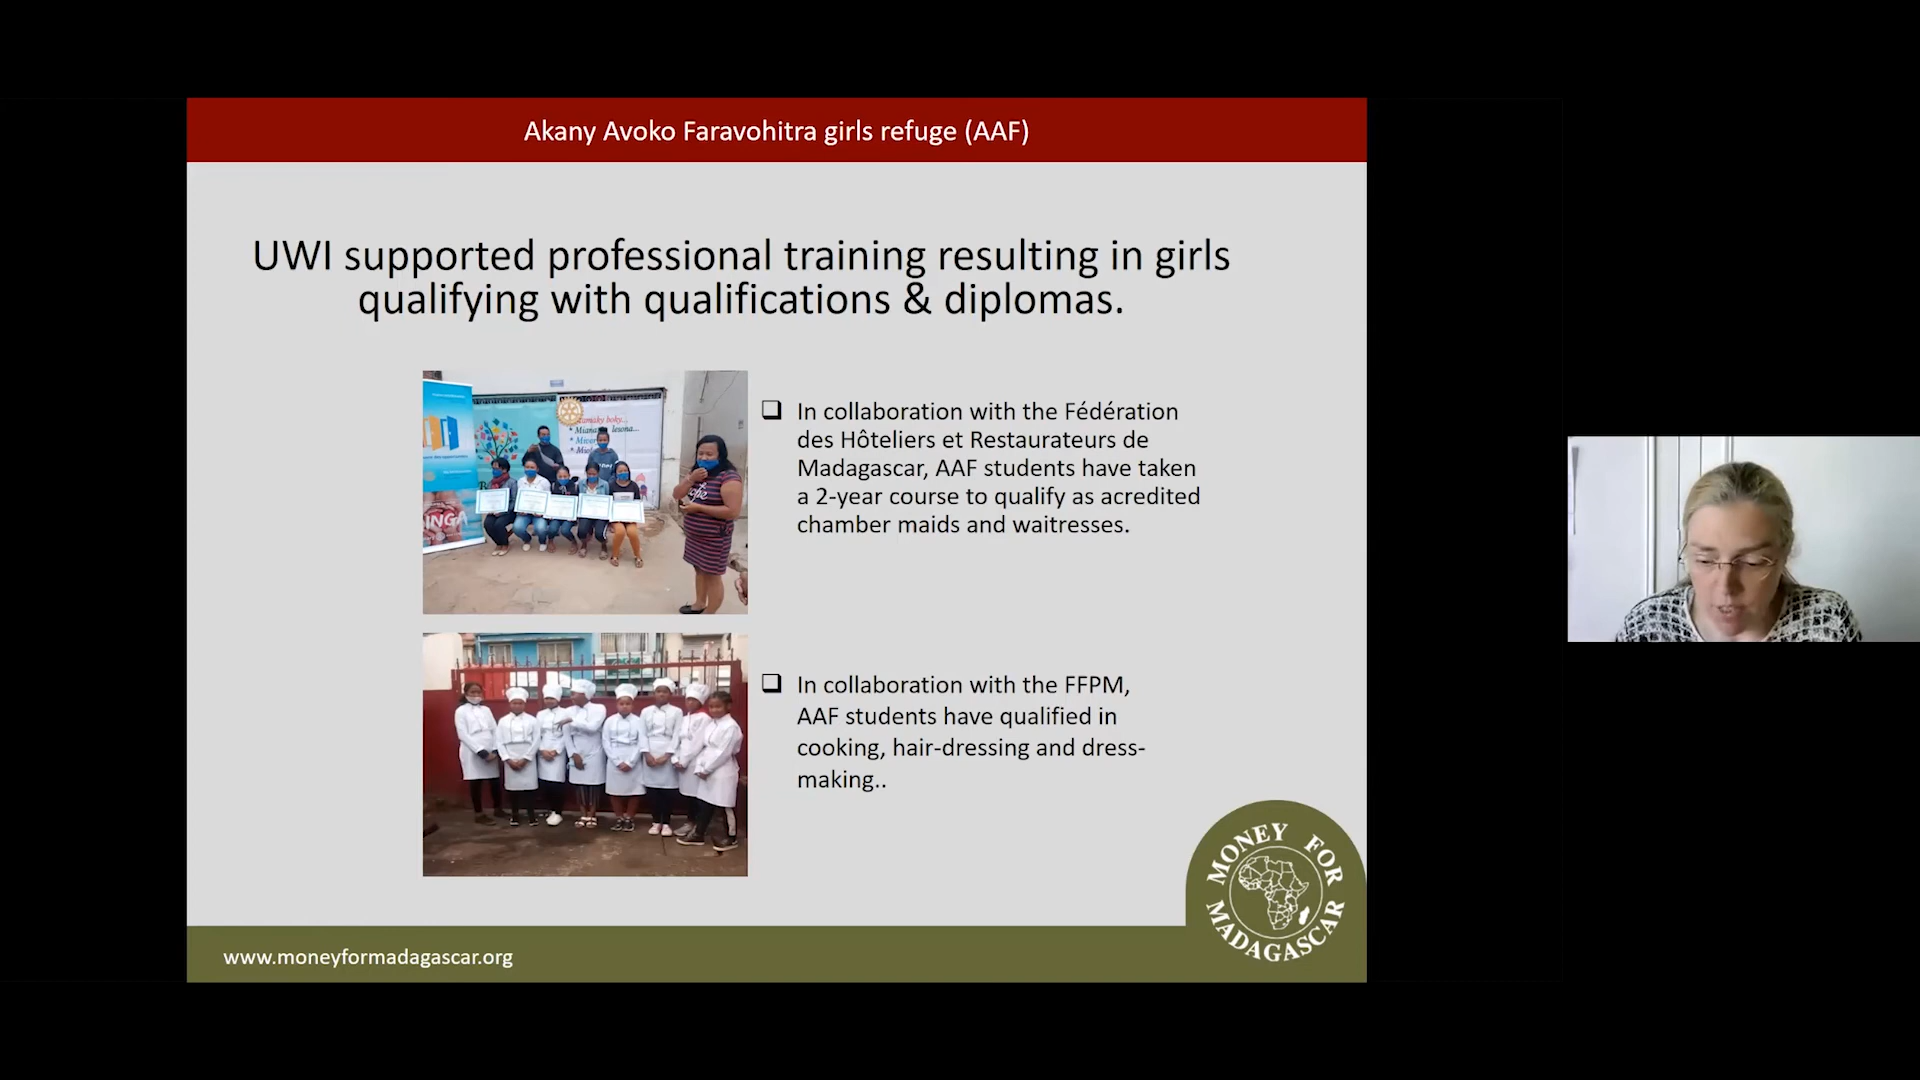 Akany Avoko Faravohitra girls refuge (AAF)
UWI supported professional training resulting in girls
qualifying with qualifications & diplomas.
❑ In collaboration with the Fédération
des Hôteliers et Restaurateurs de
Madagascar, AAF students have taken
a 2-year course to qualify as acredited
chamber maids and waitresses.
❑ In collaboration with the FFPM,
AAF students have qualified in
cooking, hair-dressing and dress-
making..
MONEY FOR
MADAGASCAR
www.moneyformadagascar.org